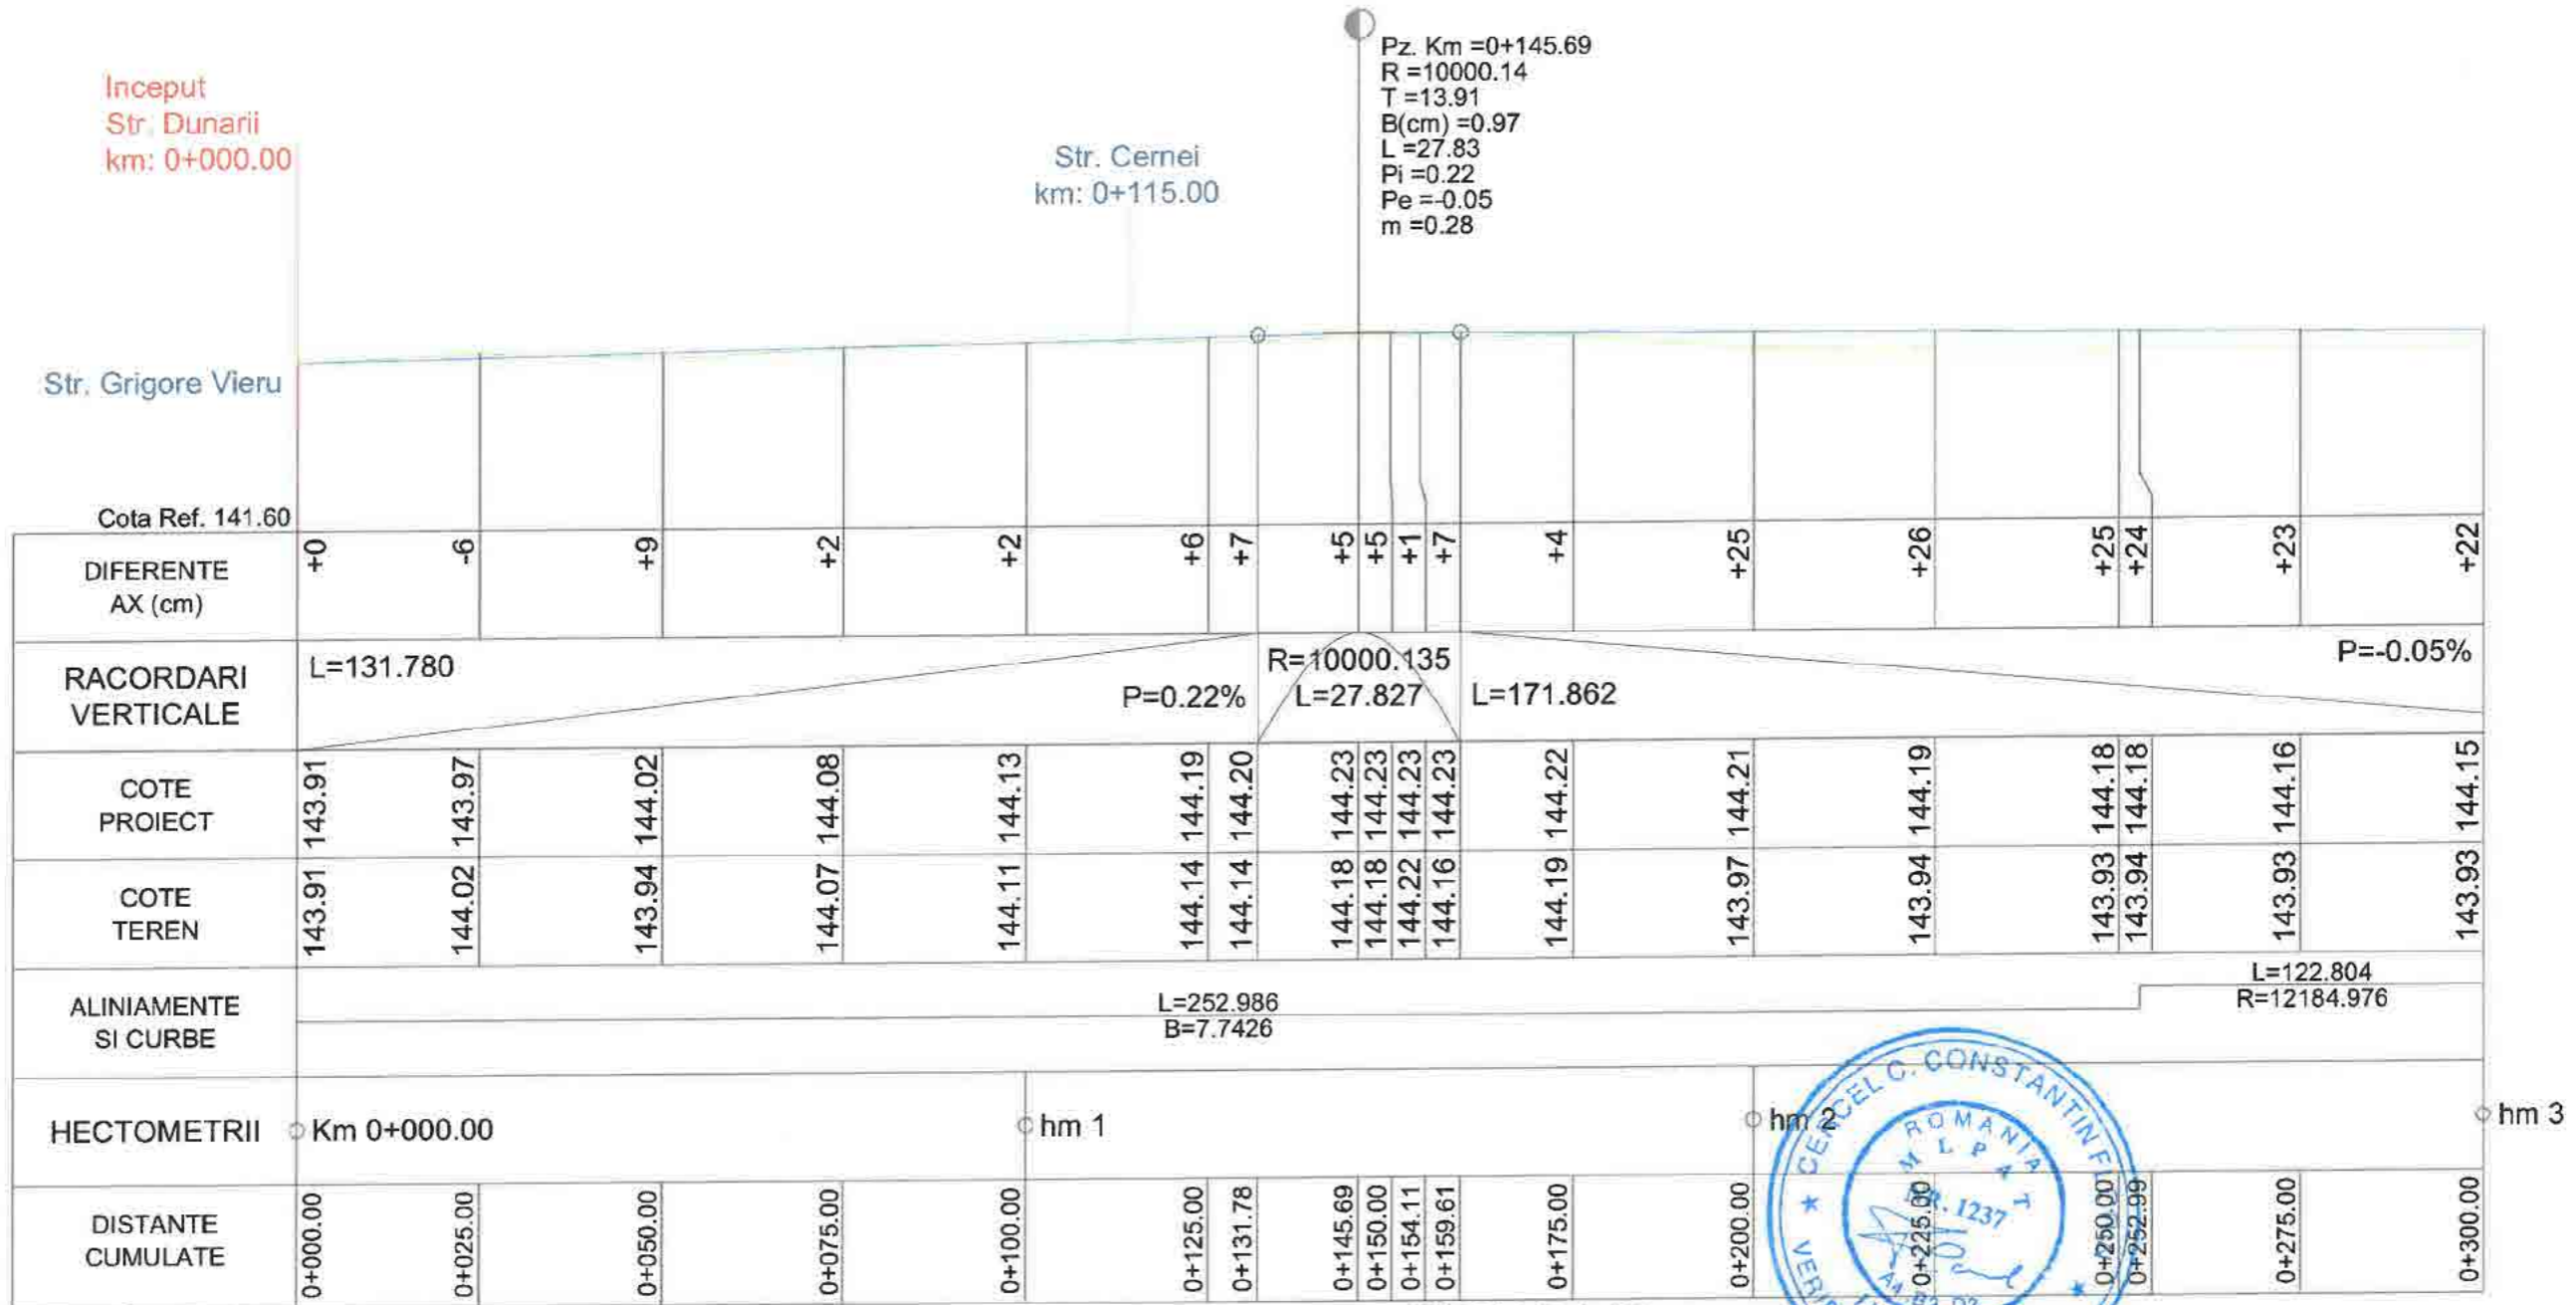 Inceput
Str. Dunarii
km: 0+000.00
Str. Cernei
km: 0+115.00
Pz. Km =0+145.69
R =10000.14
T =13.91
B(cm) =0.97
L =27.83
Pi =0.22
Pe =-0.05
m =0.28
Str. Grigore Vieru
Cota Ref. 141.60
DIFERENTE
AX (cm)
+0 -6 +9 +2 +2 +6 +7 +5 +5 +1 +7 +4 +25 +26 +25 +24 +23 +22
RACORDARI
VERTICALE
L=131.780
P=0.22%
R=10000.135
L=27.827
L=171.862
P=-0.05%
COTE
PROIECT
143.91 143.97 144.02 144.08 144.13 144.19 144.20 144.23 144.23 144.23 144.23 144.22 144.21 144.19 144.18 144.18 144.16 144.15
COTE
TEREN
143.91 144.02 143.94 144.07 144.11 144.14 144.14 144.18 144.18 144.22 144.16 144.19 143.97 143.94 143.93 143.94 143.93 143.93
ALINIAMENTE
SI CURBE
L=252.986
B=7.7426
L=122.804
R=12184.976
HECTOMETRII
Km 0+000.00
hm 1
hm 2
hm 3
DISTANTE
CUMULATE
0+000.00 0+025.00 0+050.00 0+075.00 0+100.00 0+125.00 0+131.78 0+145.69 0+150.00 0+154.11 0+159.61 0+175.00 0+200.00 0+225.00 0+250.00 0+252.99 0+275.00 0+300.00
CENCEL C. CONSTANTIN
ROMANIA
M L P A T
NR. 1237